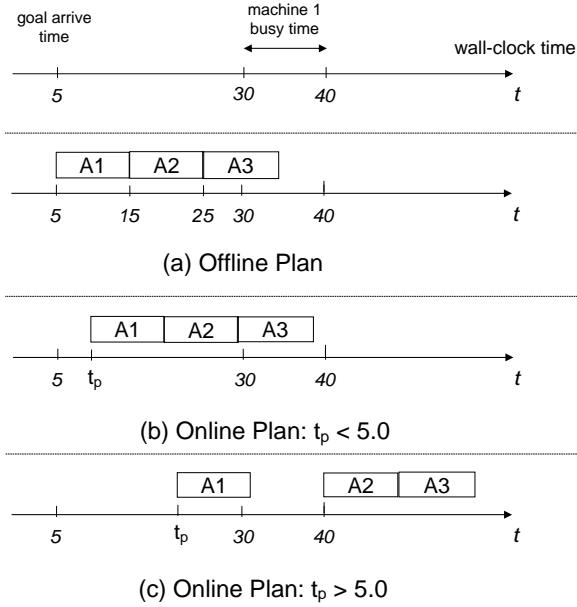 goal arrive
time
machine 1
busy time
wall-clock time
5 30 40 t
A1 A2 A3
5 15 25 30 40 t
(a) Offline Plan
A1 A2 A3
5 tp 30 40 t
(b) Online Plan: tp < 5.0
A1 A2 A3
5 tp 30 40 t
(c) Online Plan: tp > 5.0